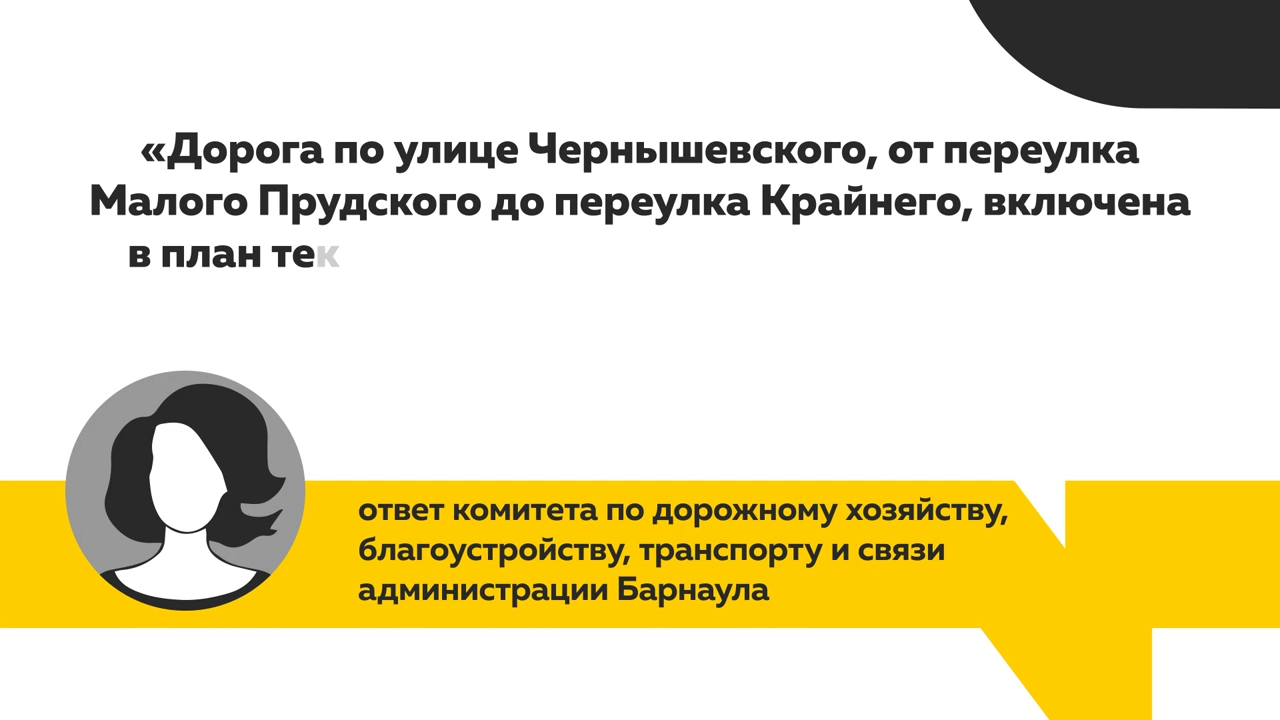 «Дорога по улице Чернышевского, от переулка
Малого Прудского до переулка Крайнего, включена
в план тек
ответ комитета по дорожному хозяйству,
благоустройству, транспорту и связи
администрации Барнаула